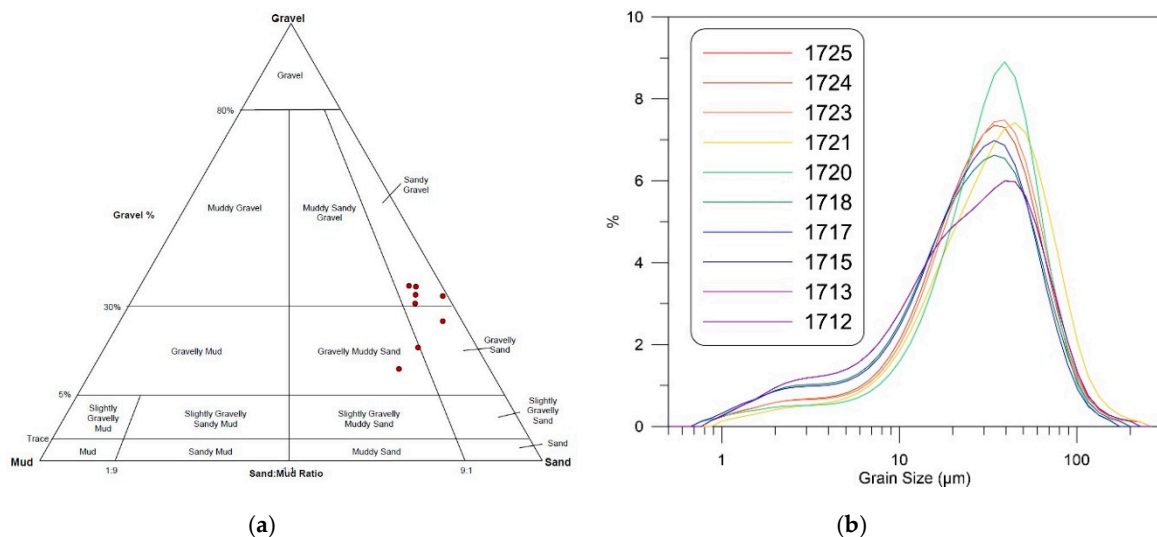 Gravel
Gravel
80%
Sandy
Gravel
Gravel %
Muddy Gravel
Muddy Sandy
Gravel
30%
Gravelly Mud
Gravelly Muddy Sand
Gravelly
Sand
5%
Slightly
Gravelly
Mud
Slightly Gravelly
Sandy Mud
Slightly Gravelly
Muddy Sand
Slightly
Gravelly
Sand
Trace
Mud
Sandy Mud
Muddy Sand
Sand
Mud
Sand
1:9
9:1
Sand:Mud Ratio
(a)
10
8
6
4
2
0
%
1725
1724
1723
1721
1720
1718
1717
1715
1713
1712
1
10
100
Grain Size (µm)
(b)